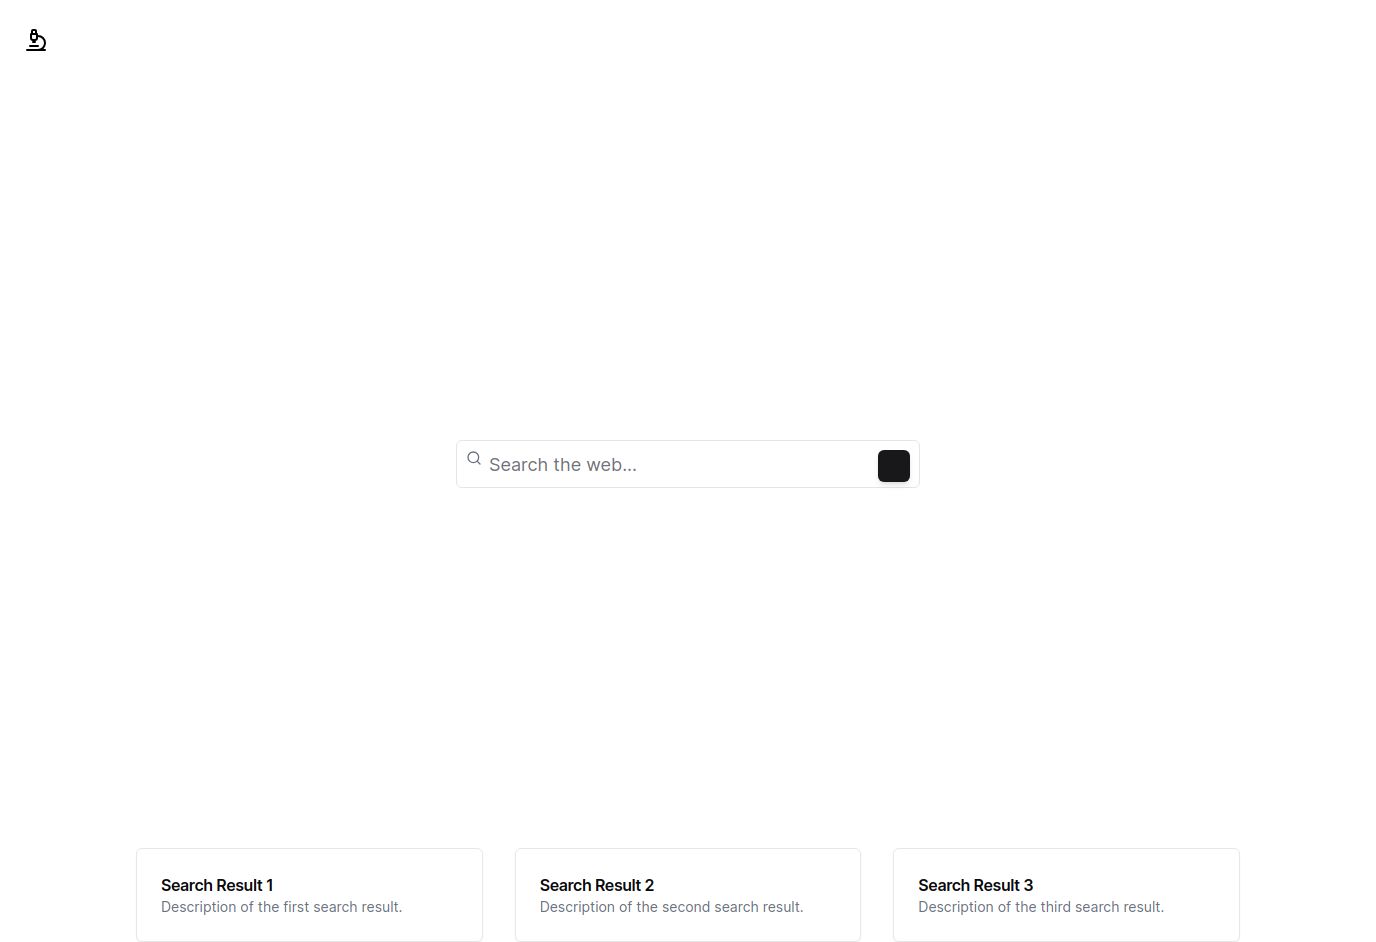 Search the web...
Search Result 1
Description of the first search result.
Search Result 2
Description of the second search result.
Search Result 3
Description of the third search result.